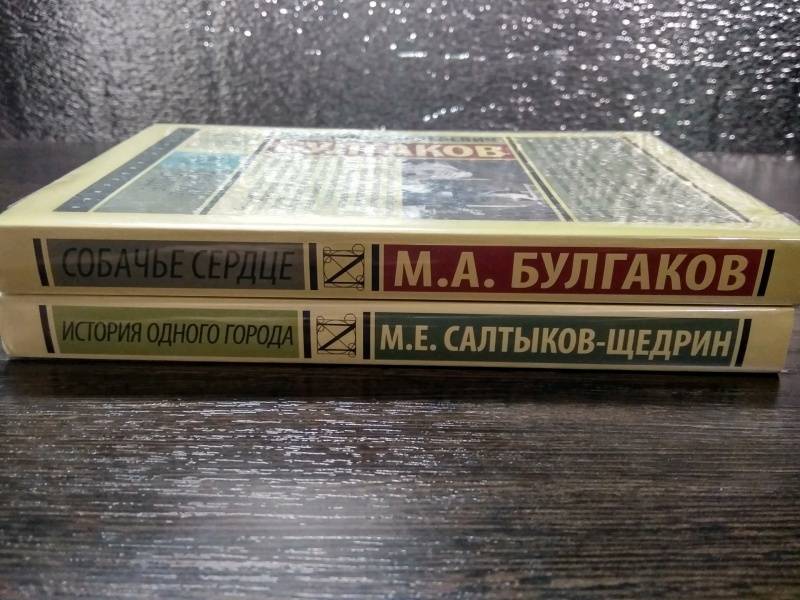 БУЛГАКОВ
СОБАЧЬЕ СЕРДЦЕ М.А. БУЛГАКОВ
ИСТОРИЯ ОДНОГО ГОРОДА М.Е. САЛТЫКОВ-ЩЕДРИН